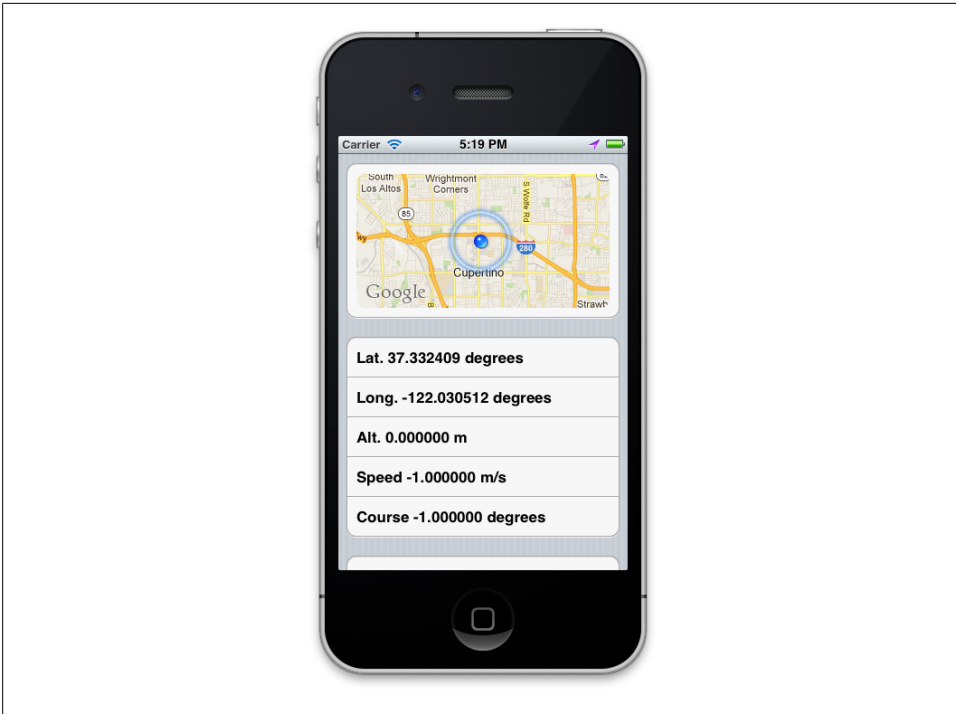 Carrier 5:19 PM
South
Los Altos
Wrightmont
Corners
S Wolfe Rd
85
280
Cupertino
Google
Lat. 37.332409 degrees
Long. -122.030512 degrees
Alt. 0.000000 m
Speed -1.000000 m/s
Course -1.000000 degrees